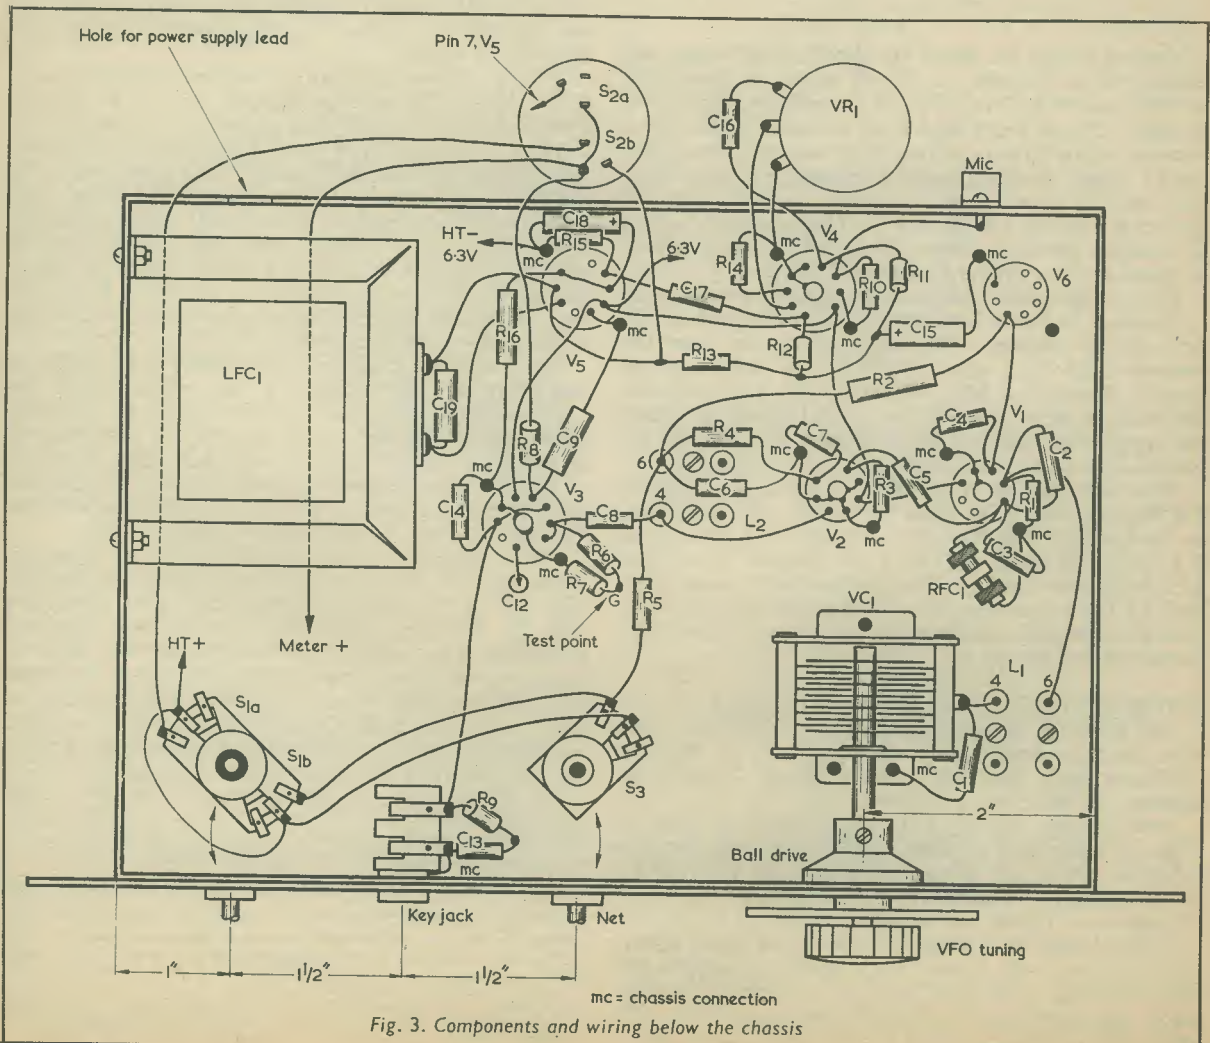 Hole for power supply lead
Pin 7, V5
S2a
S2b
C16
VR1
Mic
HT-
6·3V
mc
C18
+
R15
6·3V
V4
R14
mc
R10
R11
mc
V6
C17
R16
mc
V5
R13
R12
mc
+
C15
LFC1
C19
R8
C9
R2
R4
C7
mc
C4
V1
mc
C2
6
C6
R3
C5
R1
mc
V3
C14
C8
4
L2
V2
mc
C3
R6
mc
R7
G
C12
R5
RFC1
Test point
VC1
HT+
Meter +
S1a
4
L1
6
S1b
S3
mc
C1
R9
C13
mc
2"
Ball drive
Key jack
Net
VFO tuning
1"
1 1/2"
1 1/2"
mc = chassis connection
Fig. 3. Components and wiring below the chassis